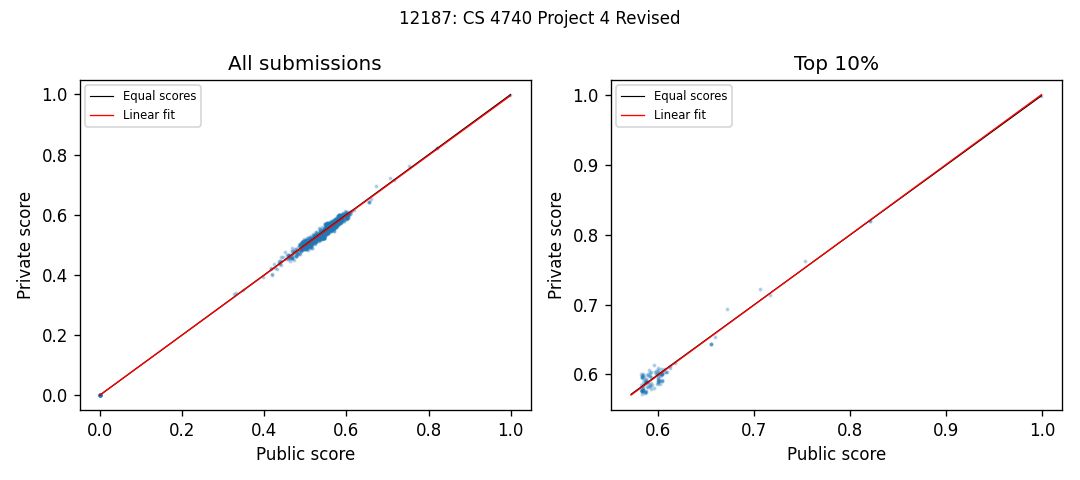 12187: CS 4740 Project 4 Revised
All submissions
Equal scores
Linear fit
1.0
0.8
0.6
0.4
0.2
0.0
Private score
0.0 0.2 0.4 0.6 0.8 1.0
Public score
Top 10%
Equal scores
Linear fit
1.0
0.9
0.8
0.7
0.6
Private score
0.6 0.7 0.8 0.9 1.0
Public score